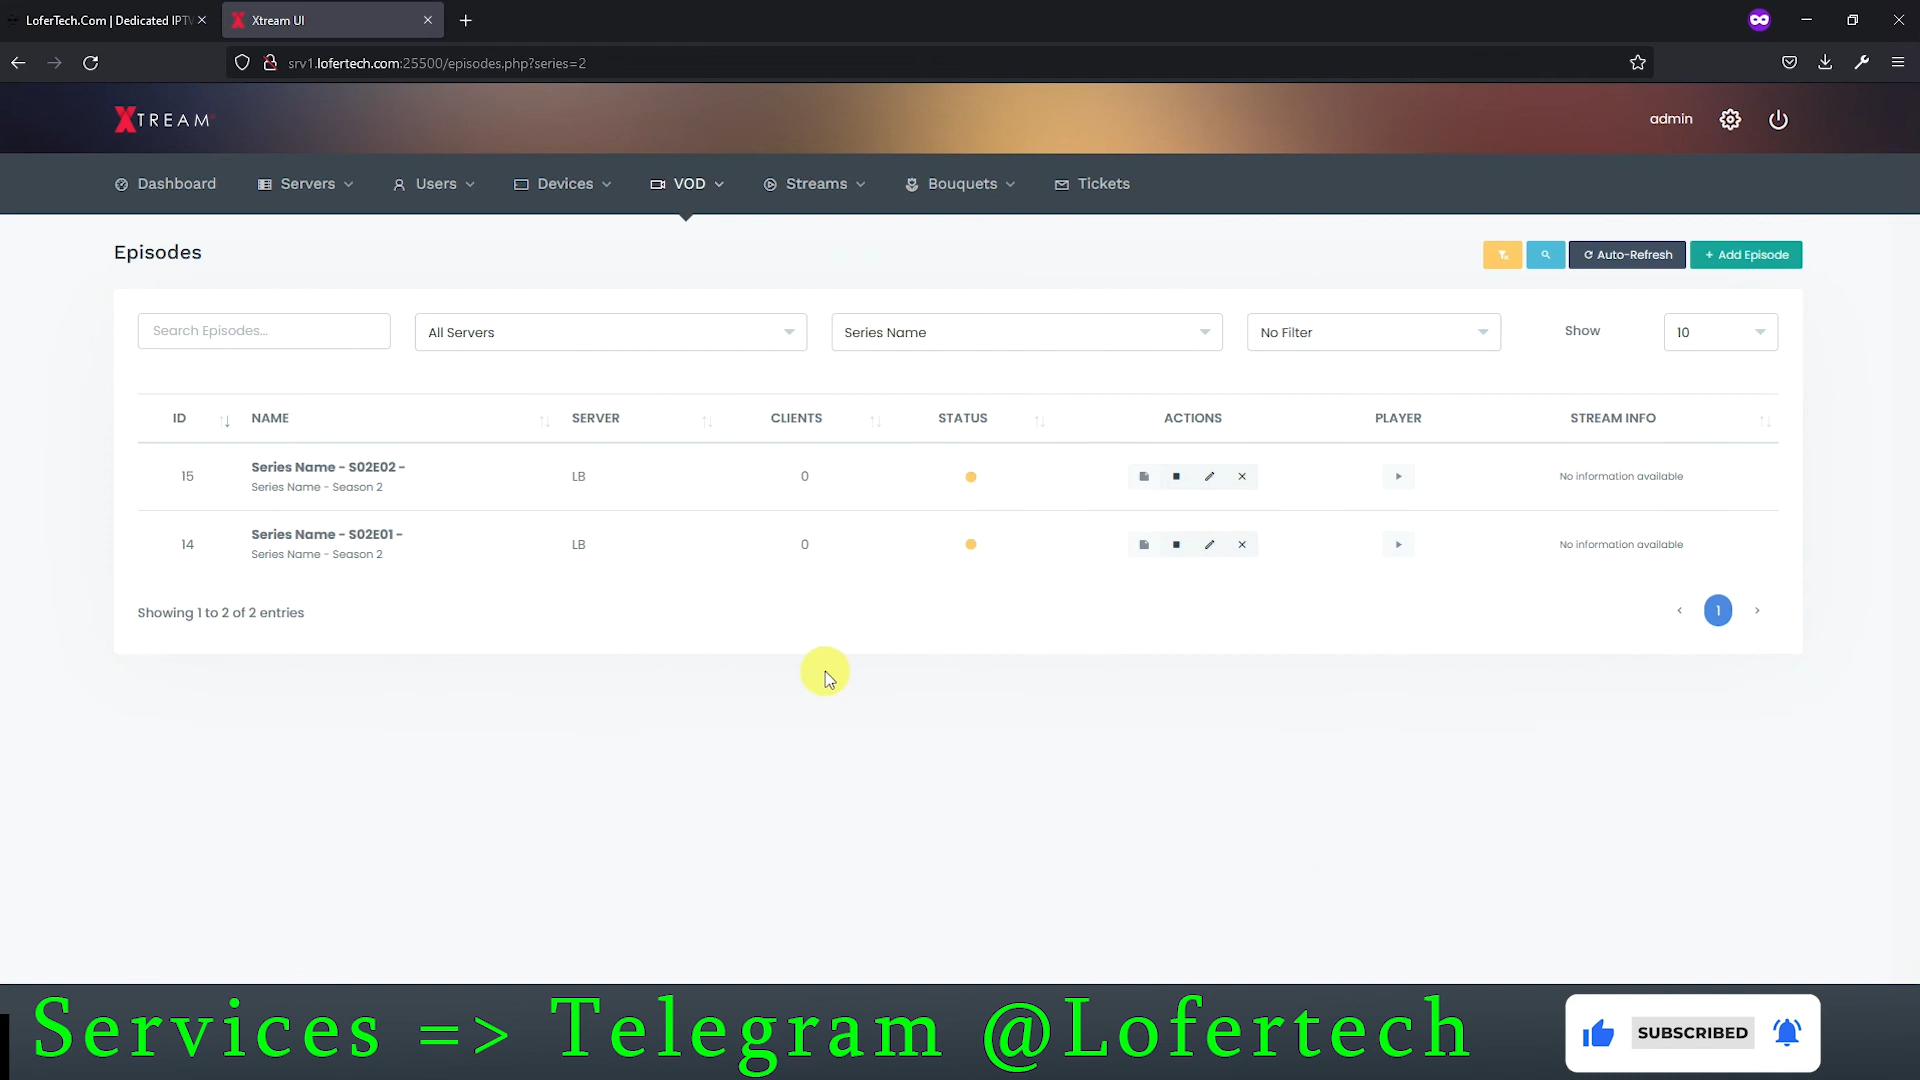 LoferTech.Com | Dedicated IPTV
Xtream UI
srv1.lofertech.com:25500/episodes.php?series=2
XTREAM
admin
Dashboard
Servers
Users
Devices
VOD
Streams
Bouquets
Tickets
Episodes
Auto-Refresh
+ Add Episode
Search Episodes...
All Servers
Series Name
No Filter
Show
10
ID NAME SERVER CLIENTS STATUS ACTIONS PLAYER STREAM INFO
15 Series Name - S02E02 - LB 0 No information available
Series Name - Season 2
14 Series Name - S02E01 - LB 0 No information available
Series Name - Season 2
Showing 1 to 2 of 2 entries
‹ 1 ›
Services => Telegram @Lofertech
SUBSCRIBED